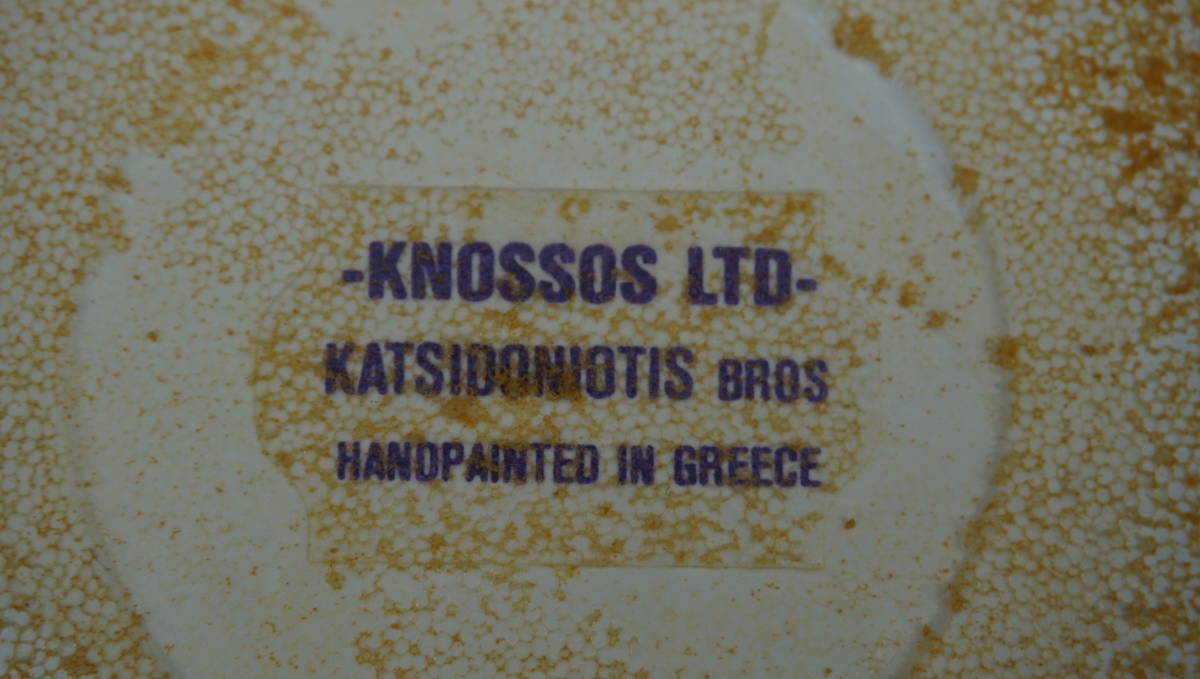 -KNOSSOS LTD-
KATSIDONIOTIS BROS
HANDPAINTED IN GREECE